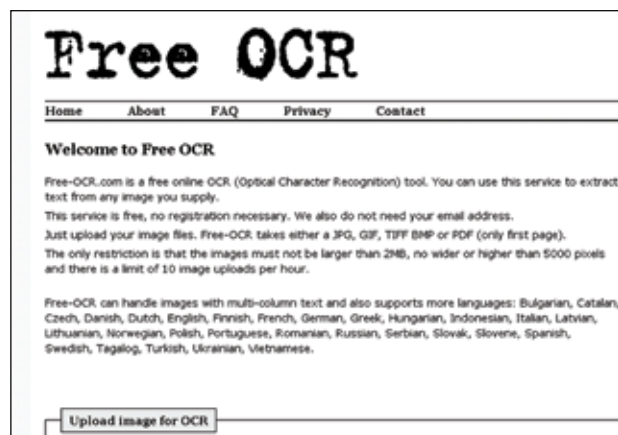 Free OCR
Home About FAQ Privacy Contact
Welcome to Free OCR
Free-OCR.com is a free online OCR (Optical Character Recognition) tool. You can use this service to extract
text from any image you supply.
This service is free, no registration necessary. We also do not need your email address.
Just upload your image files. Free-OCR takes either a JPG, GIF, TIFF BMP or PDF (only first page).
The only restriction is that the images must not be larger than 2MB, no wider or higher than 5000 pixels
and there is a limit of 10 image uploads per hour.
Free-OCR can handle images with multi-column text and also supports more languages: Bulgarian, Catalan,
Czech, Danish, Dutch, English, Finnish, French, German, Greek, Hungarian, Indonesian, Italian, Latvian,
Lithuanian, Norwegian, Polish, Portuguese, Romanian, Russian, Serbian, Slovak, Slovene, Spanish,
Swedish, Tagalog, Turkish, Ukrainian, Vietnamese.
Upload image for OCR